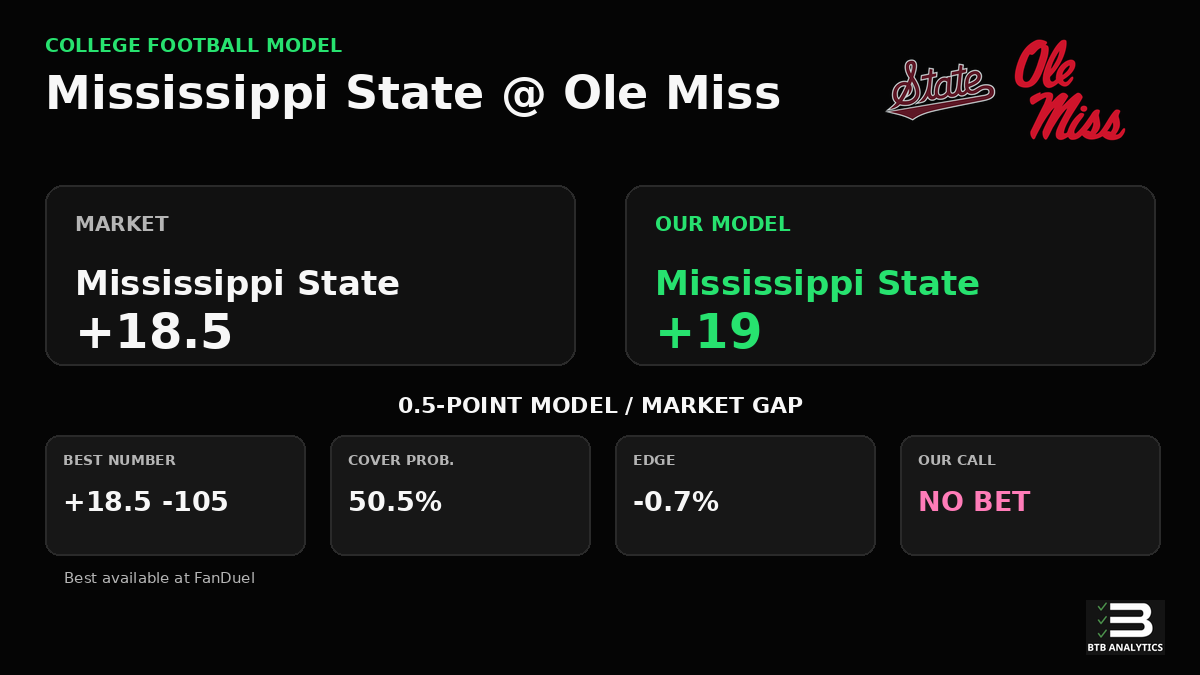 COLLEGE FOOTBALL MODEL
Mississippi State @ Ole Miss
State
Ole
Miss
MARKET
Mississippi State
+18.5
OUR MODEL
Mississippi State
+19
0.5-POINT MODEL / MARKET GAP
BEST NUMBER
+18.5 -105
COVER PROB.
50.5%
EDGE
-0.7%
OUR CALL
NO BET
Best available at FanDuel
B
BTB ANALYTICS